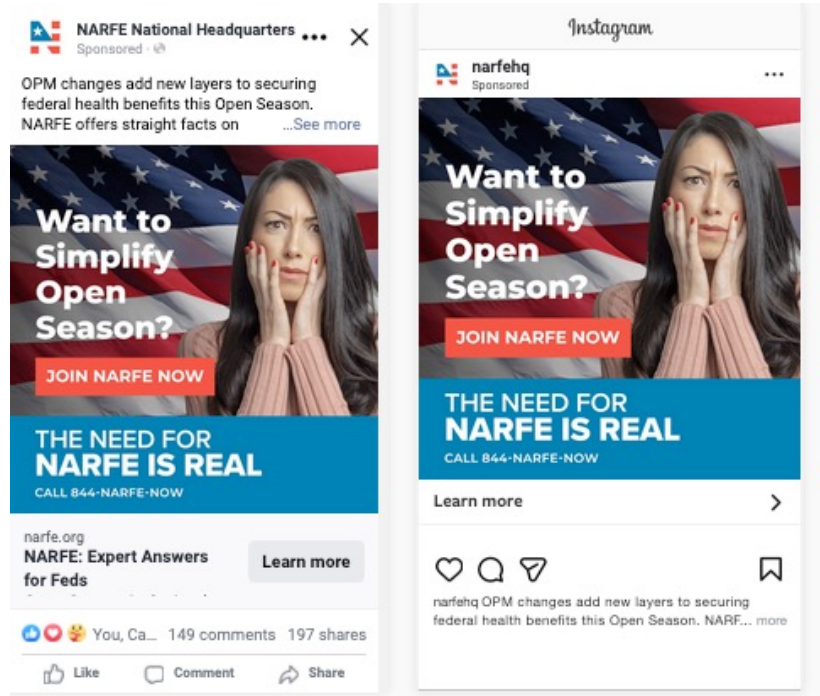 NARFE National Headquarters
Sponsored
OPM changes add new layers to securing
federal health benefits this Open Season.
NARFE offers straight facts on ...See more
Want to
Simplify
Open
Season?
JOIN NARFE NOW
THE NEED FOR
NARFE IS REAL
CALL 844-NARFE-NOW
narfe.org
NARFE: Expert Answers
for Feds
Learn more
You, Ca... 149 comments 197 shares
Like Comment Share
Instagram
narfehq
Sponsored
Want to
Simplify
Open
Season?
JOIN NARFE NOW
THE NEED FOR
NARFE IS REAL
CALL 844-NARFE-NOW
Learn more
narfehq OPM changes add new layers to securing
federal health benefits this Open Season. NARF... more